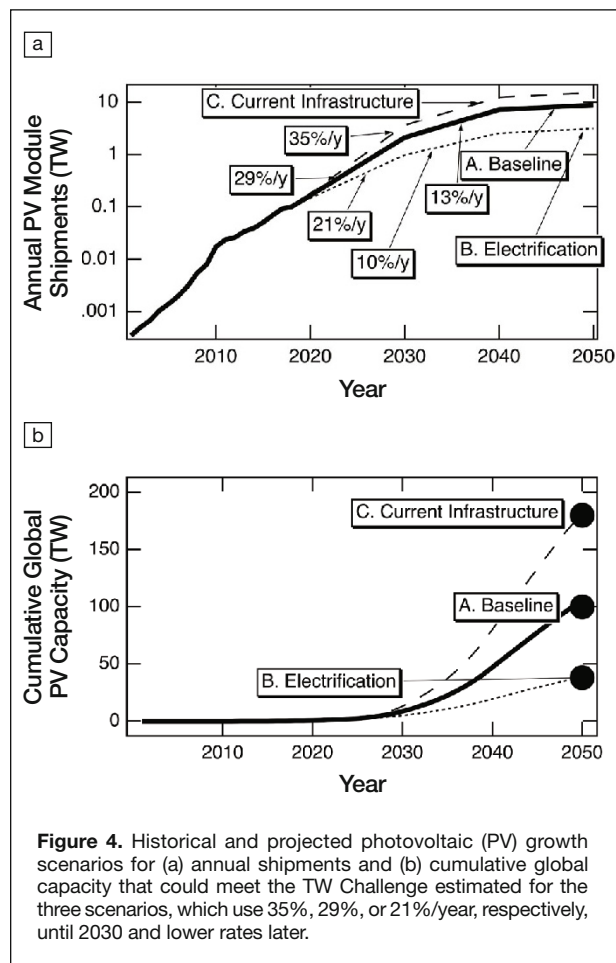 a
10
C. Current Infrastructure
35%/y
1
A. Baseline
29%/y
13%/y
0.1
21%/y
B. Electrification
0.01
10%/y
.001
Annual PV Module
Shipments (TW)
2010 2020 2030 2040 2050
Year
b
200
C. Current Infrastructure
150
100
A. Baseline
50
B. Electrification
0
Cumulative Global
PV Capacity (TW)
2010 2020 2030 2040 2050
Year
Figure 4. Historical and projected photovoltaic (PV) growth
scenarios for (a) annual shipments and (b) cumulative global
capacity that could meet the TW Challenge estimated for the
three scenarios, which use 35%, 29%, or 21%/year, respectively,
until 2030 and lower rates later.